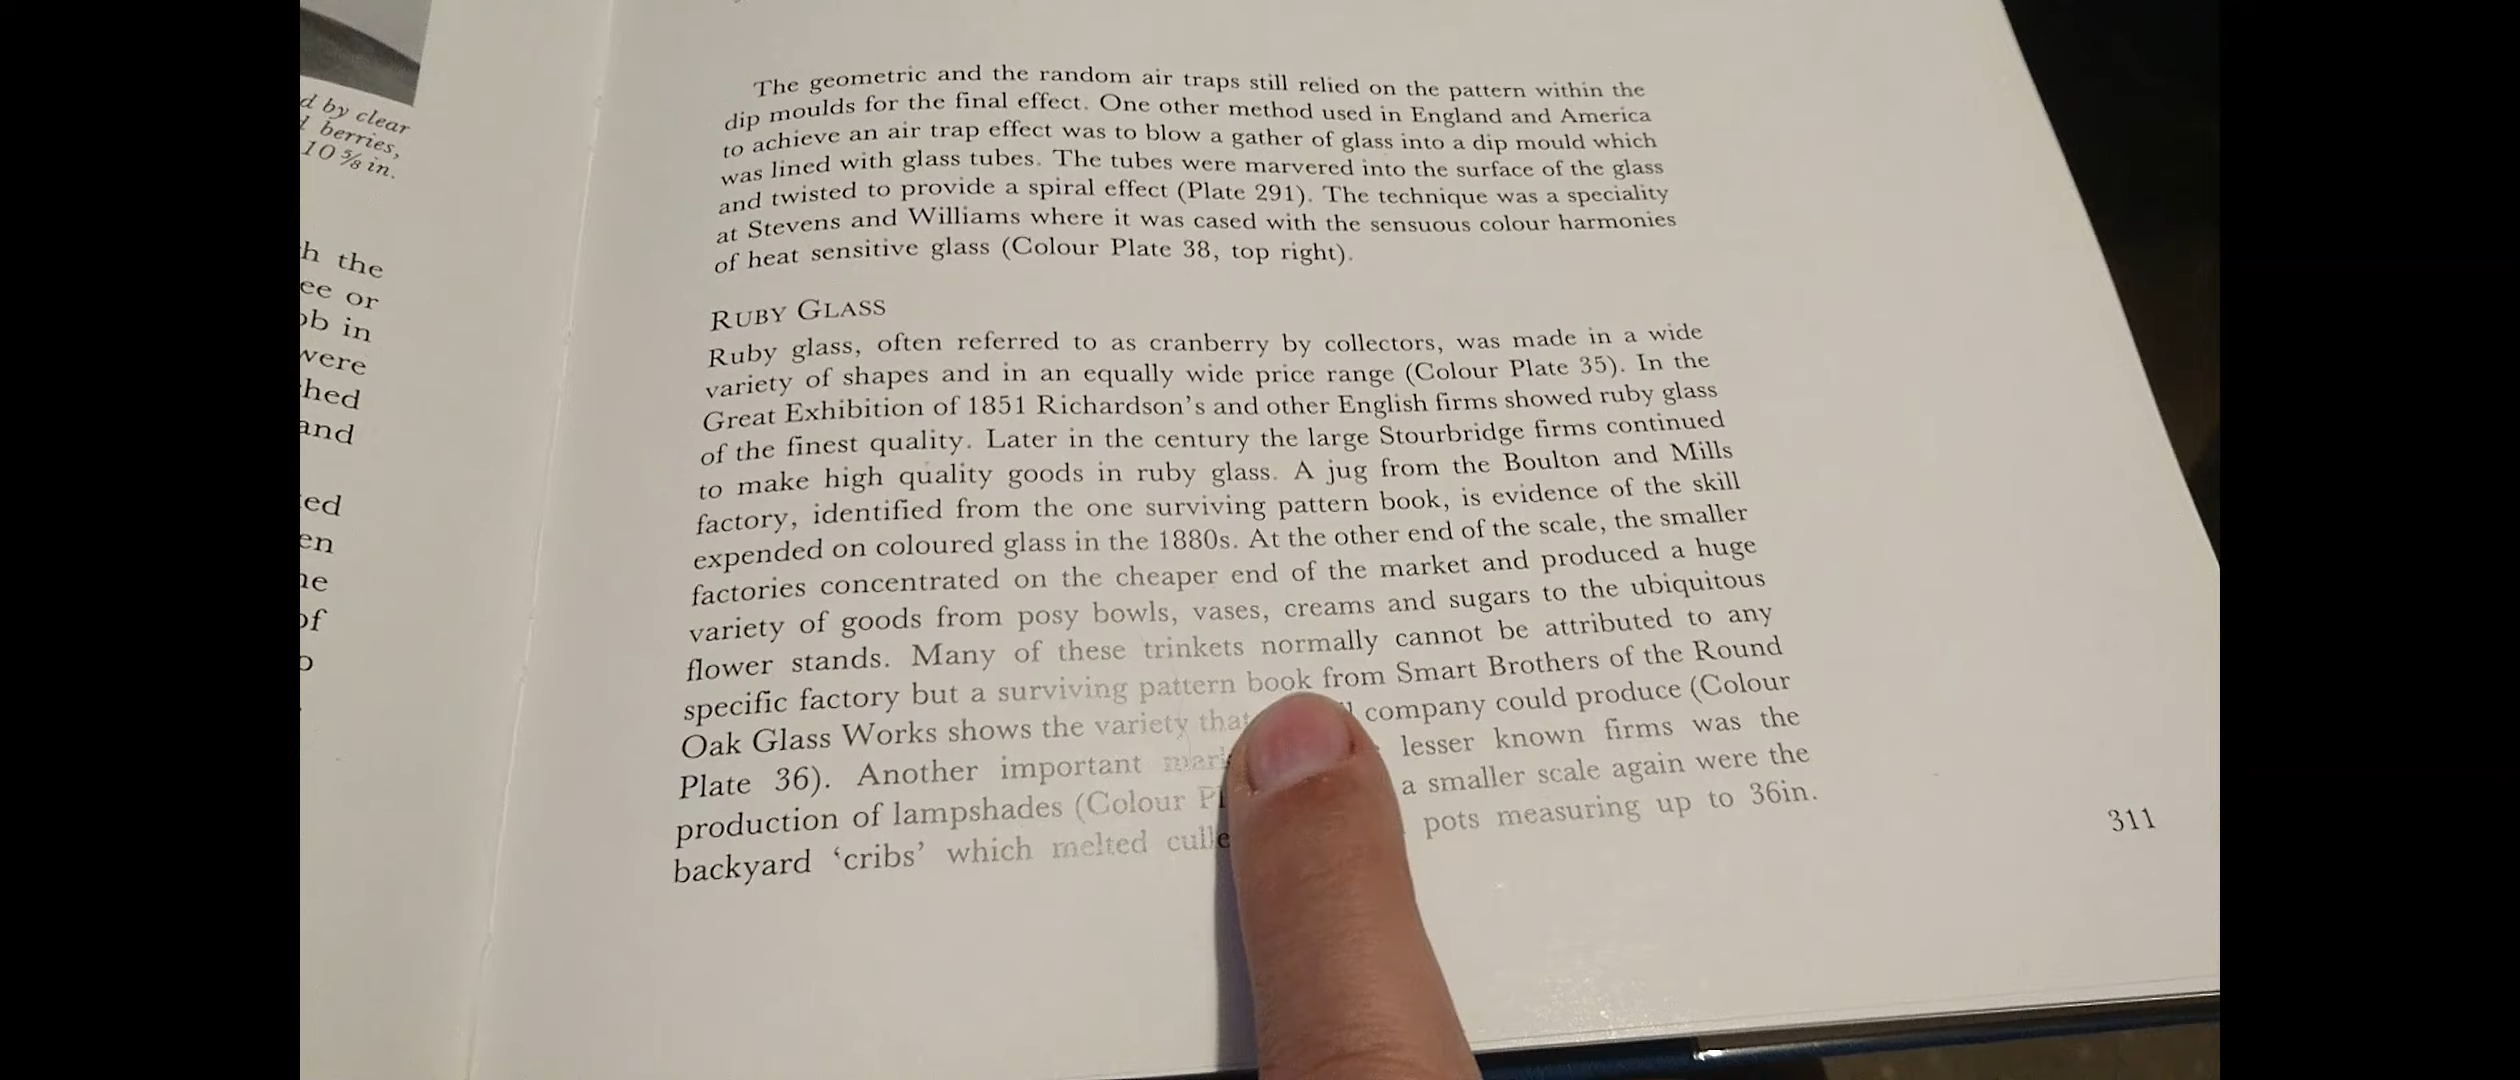 d by clear
berries,
10 ⅝ in.
h the
ee or
ob in
were
hed
and
ed
en
he
of
The geometric and the random air traps still relied on the pattern within the
dip moulds for the final effect. One other method used in England and America
to achieve an air trap effect was to blow a gather of glass into a dip mould which
was lined with glass tubes. The tubes were marvered into the surface of the glass
and twisted to provide a spiral effect (Plate 291). The technique was a speciality
at Stevens and Williams where it was cased with the sensuous colour harmonies
of heat sensitive glass (Colour Plate 38, top right).
RUBY GLASS
Ruby glass, often referred to as cranberry by collectors, was made in a wide
variety of shapes and in an equally wide price range (Colour Plate 35). In the
Great Exhibition of 1851 Richardson's and other English firms showed ruby glass
of the finest quality. Later in the century the large Stourbridge firms continued
to make high quality goods in ruby glass. A jug from the Boulton and Mills
factory, identified from the one surviving pattern book, is evidence of the skill
expended on coloured glass in the 1880s. At the other end of the scale, the smaller
factories concentrated on the cheaper end of the market and produced a huge
variety of goods from posy bowls, vases, creams and sugars to the ubiquitous
flower stands. Many of these trinkets normally cannot be attributed to any
specific factory but a surviving pattern book from Smart Brothers of the Round
Oak Glass Works shows the variety that company could produce (Colour
Plate 36). Another important lesser known firms was the
production of lampshades (Colour a smaller scale again were the
backyard ‘cribs’ which melted pots measuring up to 36in.
311